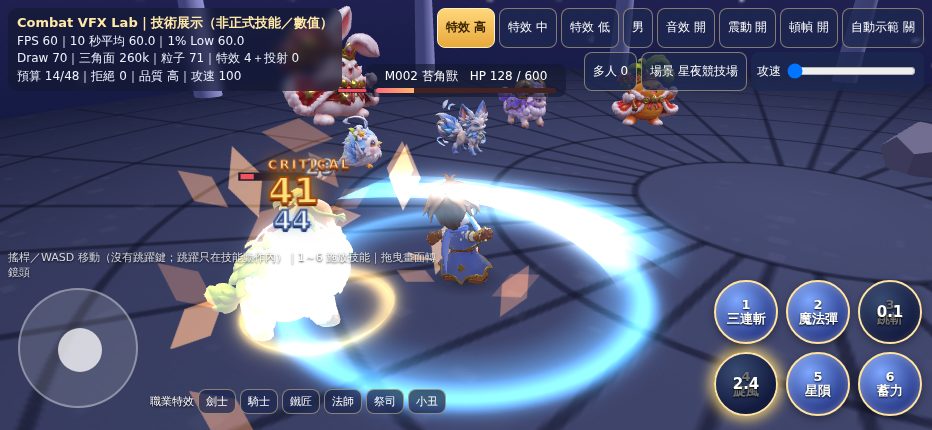 Combat VFX Lab｜技術展示（非正式技能／數值）
FPS 60｜10 秒平均 60.0｜1% Low 60.0
Draw 70｜三角面 260k｜粒子 71｜特效 4＋投射 0
預算 14/48｜拒絕 0｜品質 高｜攻速 100
特效 高
特效 中
特效 低
男
音效 開
震動 開
頓幀 開
自動示範 關
多人 0
場景 星夜競技場
攻速
M002 苔角獸 HP 128 / 600
CRITICAL
41
44
搖桿／WASD 移動（沒有跳躍鍵；跳躍只在技能動作內）｜1～6 施放技能｜拖曳畫面轉
鏡頭
1
三連斬
2
魔法彈
0.1
2.4
5
星隕
6
蓄力
職業特效
劍士
騎士
鐵匠
法師
祭司
小丑